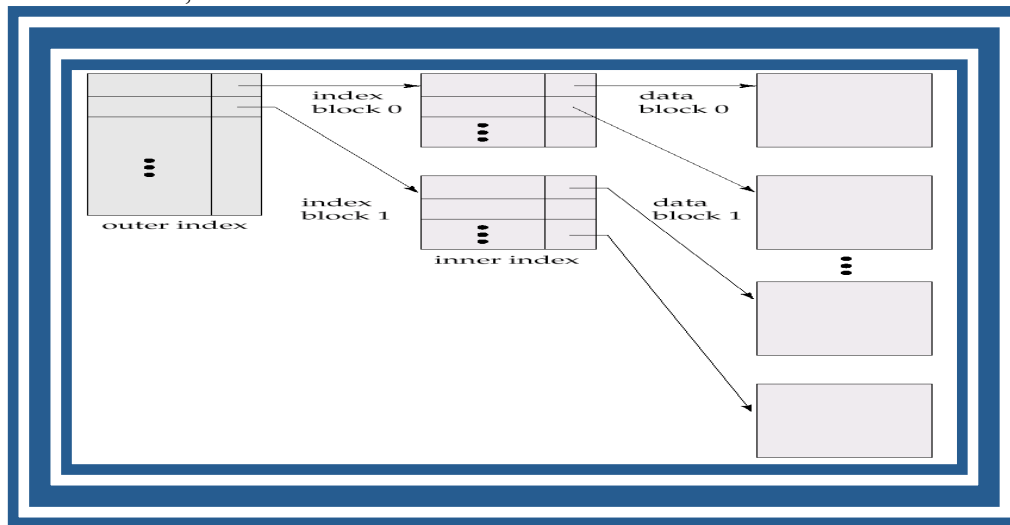 index
block 0
data
block 0
index
block 1
data
block 1
outer index
inner index